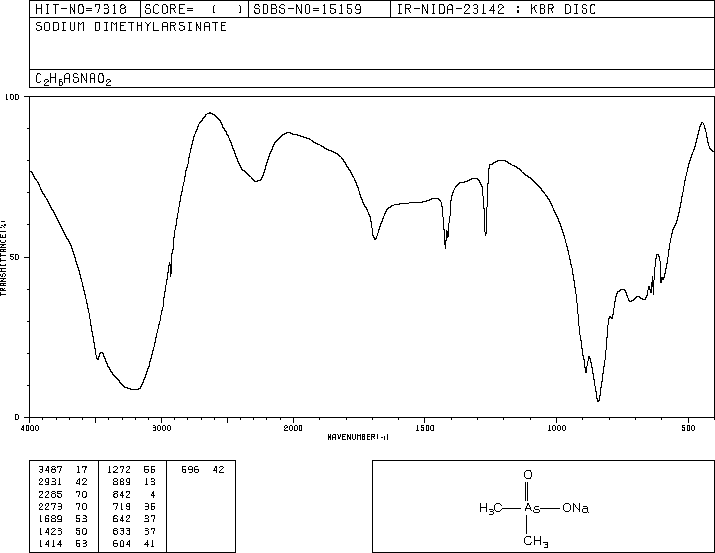 HIT-NO=7318 SCORE= ( ) SDBS-NO=15159 IR-NIDA-23142 : KBR DISC
SODIUM DIMETHYLARSINATE
C₂H₆ASNAO₂
100
50
0
TRANSMITTANCE(%)
4000 3000 2000 1500 1000 500
WAVENUMBER(-1)
3487 17 1272 55 596 42
2931 42 889 13
2285 70 842 4
2273 70 719 36
1689 53 642 37
1423 50 633 37
1414 53 604 41
O
H₃C As ONa
CH₃